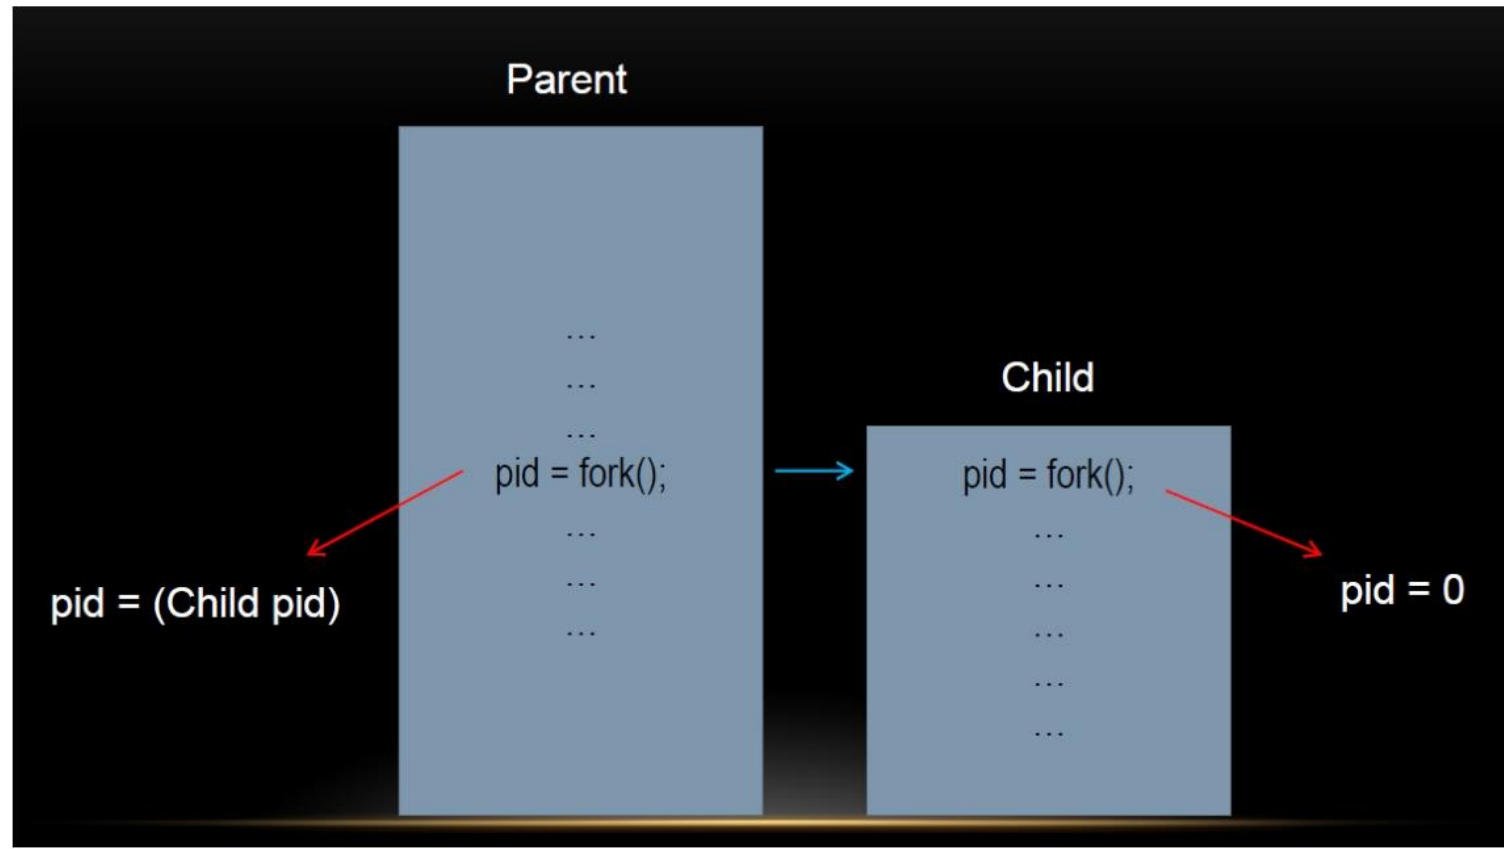 Parent
...
...
...
pid = fork();
...
...
...
pid = (Child pid)
Child
pid = fork();
...
...
...
...
...
pid = 0